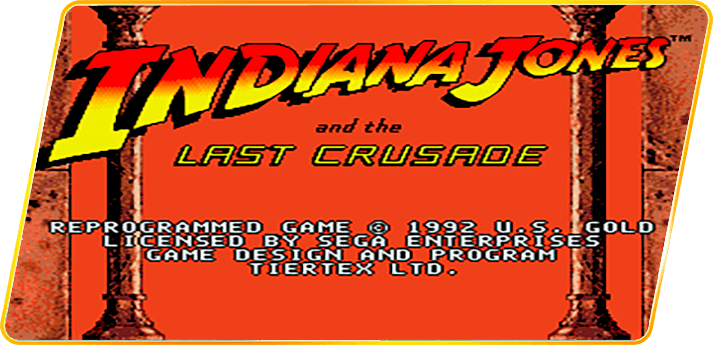 INDIANA JONES™
and the
LAST CRUSADE
REPROGRAMMED GAME © 1992 U.S. GOLD
LICENSED BY SEGA ENTERPRISES
GAME DESIGN AND PROGRAM
TIERTEX LTD.